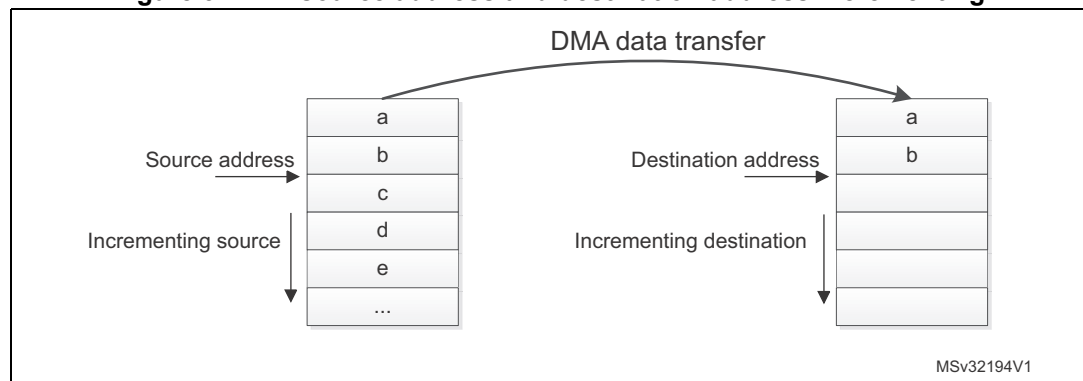 DMA data transfer
a
b
c
d
e
...
Source address
Incrementing source
a
b
Destination address
Incrementing destination
MSv32194V1